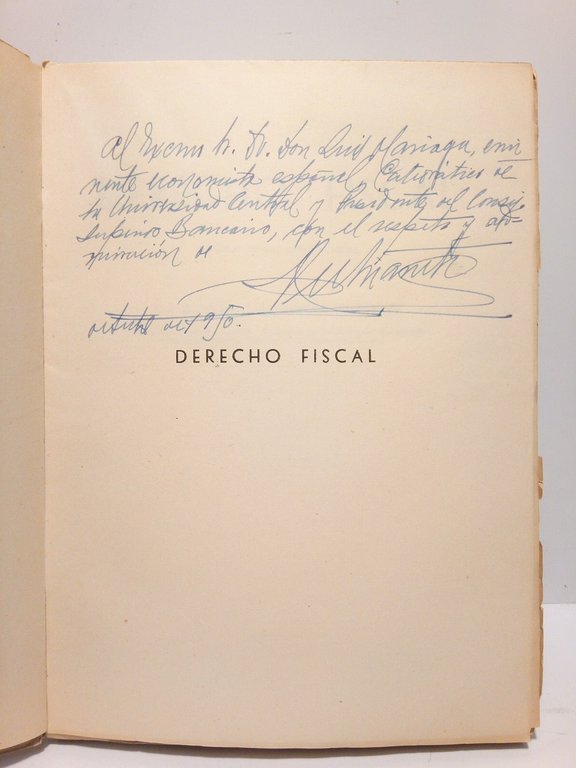 Al Excmo Sr. Dr. Don Luis Olariaga, emi
nente economista español, Catedrático de
la Universidad Central y Presidente del Consejo
Superior Bancario, con el respeto y ad-
miración de
octubre de 1950.
DERECHO FISCAL